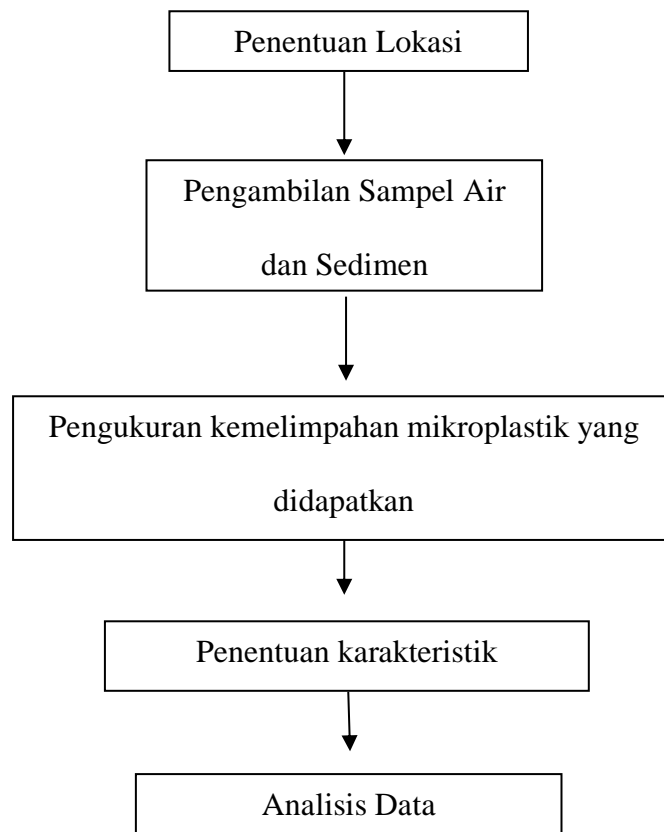 Penentuan Lokasi
Pengambilan Sampel Air
dan Sedimen
Pengukuran kemelimpahan mikroplastik yang
didapatkan
Penentuan karakteristik
Analisis Data